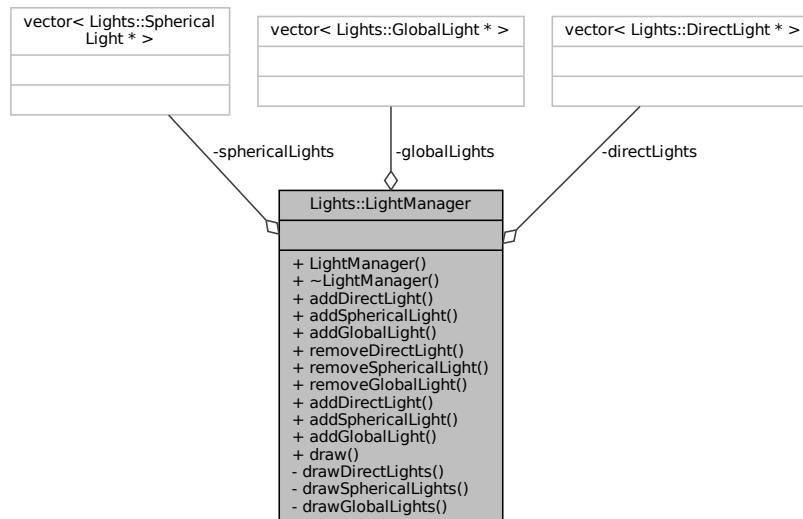 vector< Lights::Spherical
Light * >
vector< Lights::GlobalLight * >
vector< Lights::DirectLight * >
-sphericalLights
-globalLights
-directLights
Lights::LightManager
+ LightManager()
+ ~LightManager()
+ addDirectLight()
+ addSphericalLight()
+ addGlobalLight()
+ removeDirectLight()
+ removeSphericalLight()
+ removeGlobalLight()
+ addDirectLight()
+ addSphericalLight()
+ addGlobalLight()
+ draw()
- drawDirectLights()
- drawSphericalLights()
- drawGlobalLights()